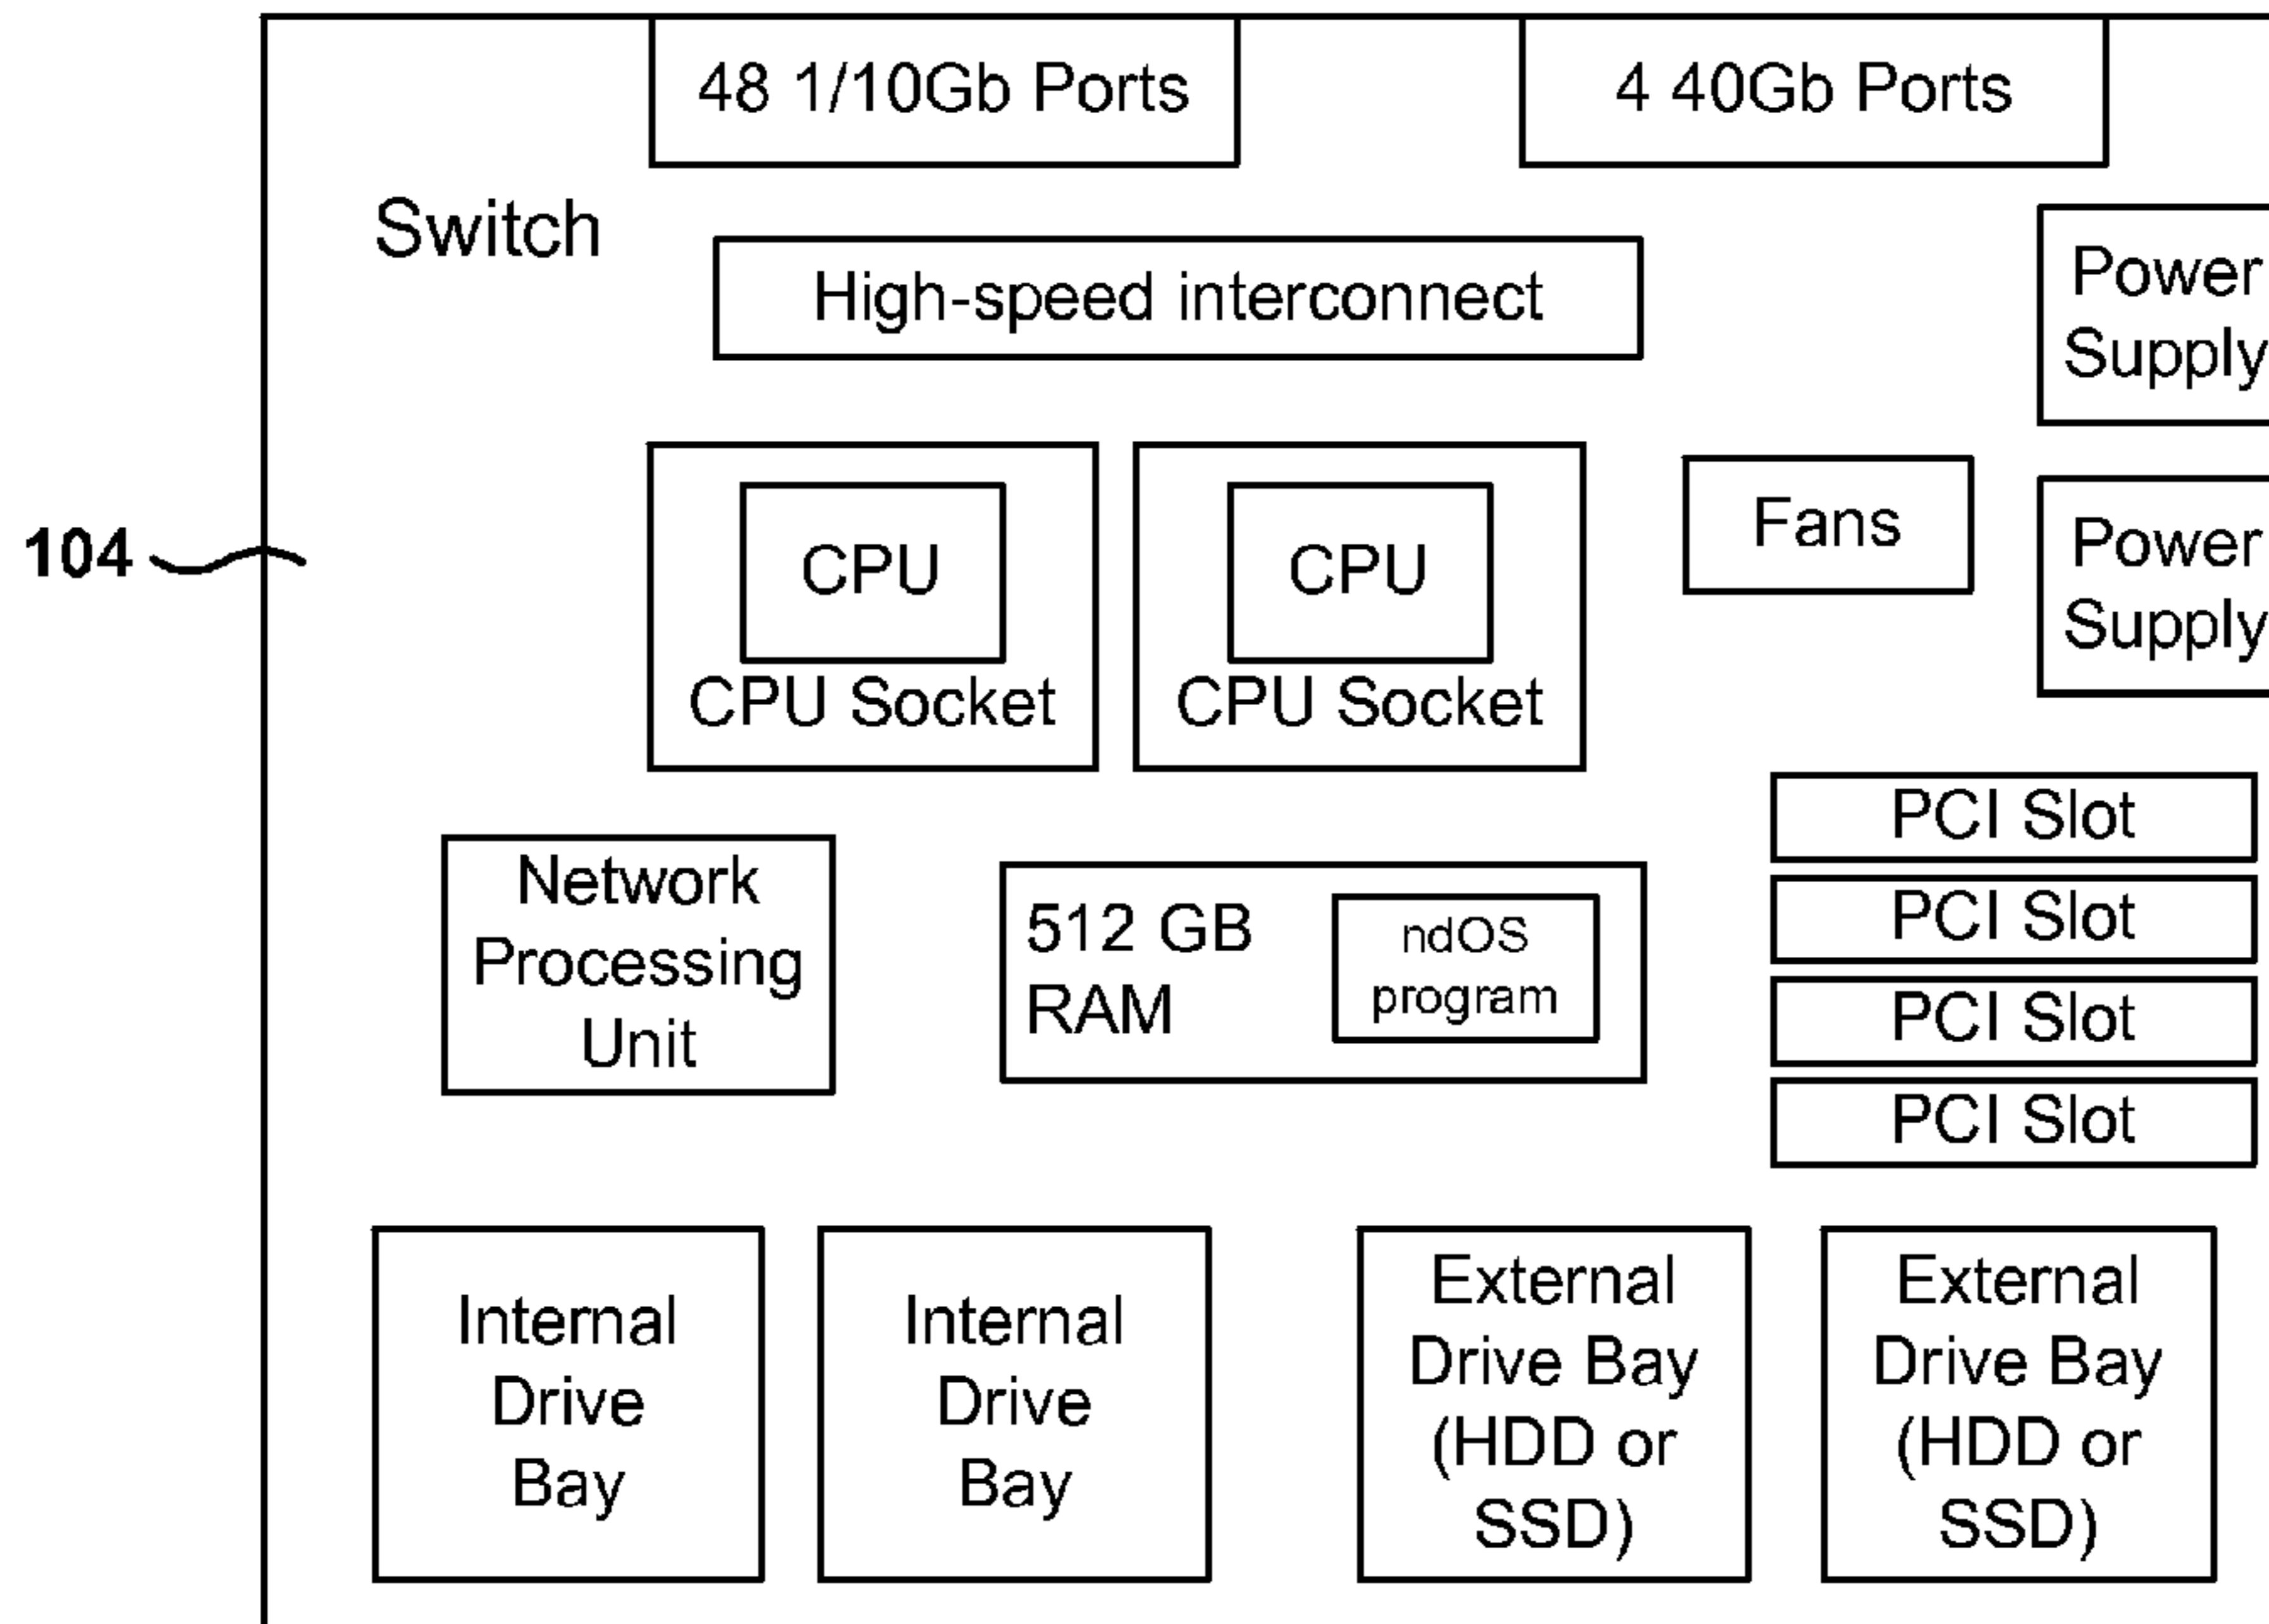 48 1/10Gb Ports
4 40Gb Ports
Switch
High-speed interconnect
Power
Supply
104
CPU
CPU Socket
CPU
CPU Socket
Fans
Power
Supply
Network
Processing
Unit
512 GB
RAM
ndOS
program
PCI Slot
PCI Slot
PCI Slot
PCI Slot
Internal
Drive
Bay
Internal
Drive
Bay
External
Drive Bay
(HDD or
SSD)
External
Drive Bay
(HDD or
SSD)